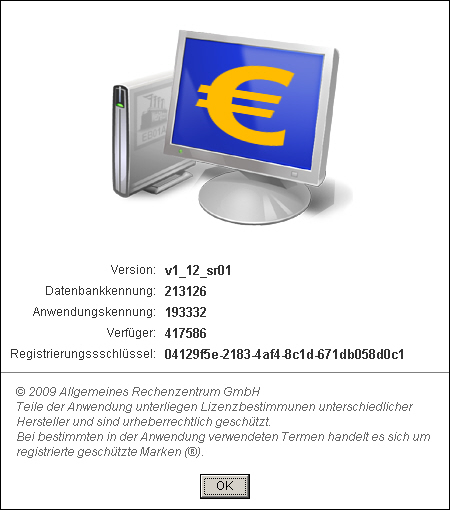 Version: v1_12_sr01
Datenbankkennung: 213126
Anwendungskennung: 193332
Verfüger: 417586
Registrierungssschlüssel: 04129f5e-2183-4af4-8c1d-671db058d0c1
© 2009 Allgemeines Rechenzentrum GmbH
Teile der Anwendung unterliegen Lizenzbestimmunen unterschiedlicher
Hersteller und sind urheberrechtlich geschützt.
Bei bestimmten in der Anwendung verwendeten Termen handelt es sich um
registrierte geschützte Marken (®).
OK